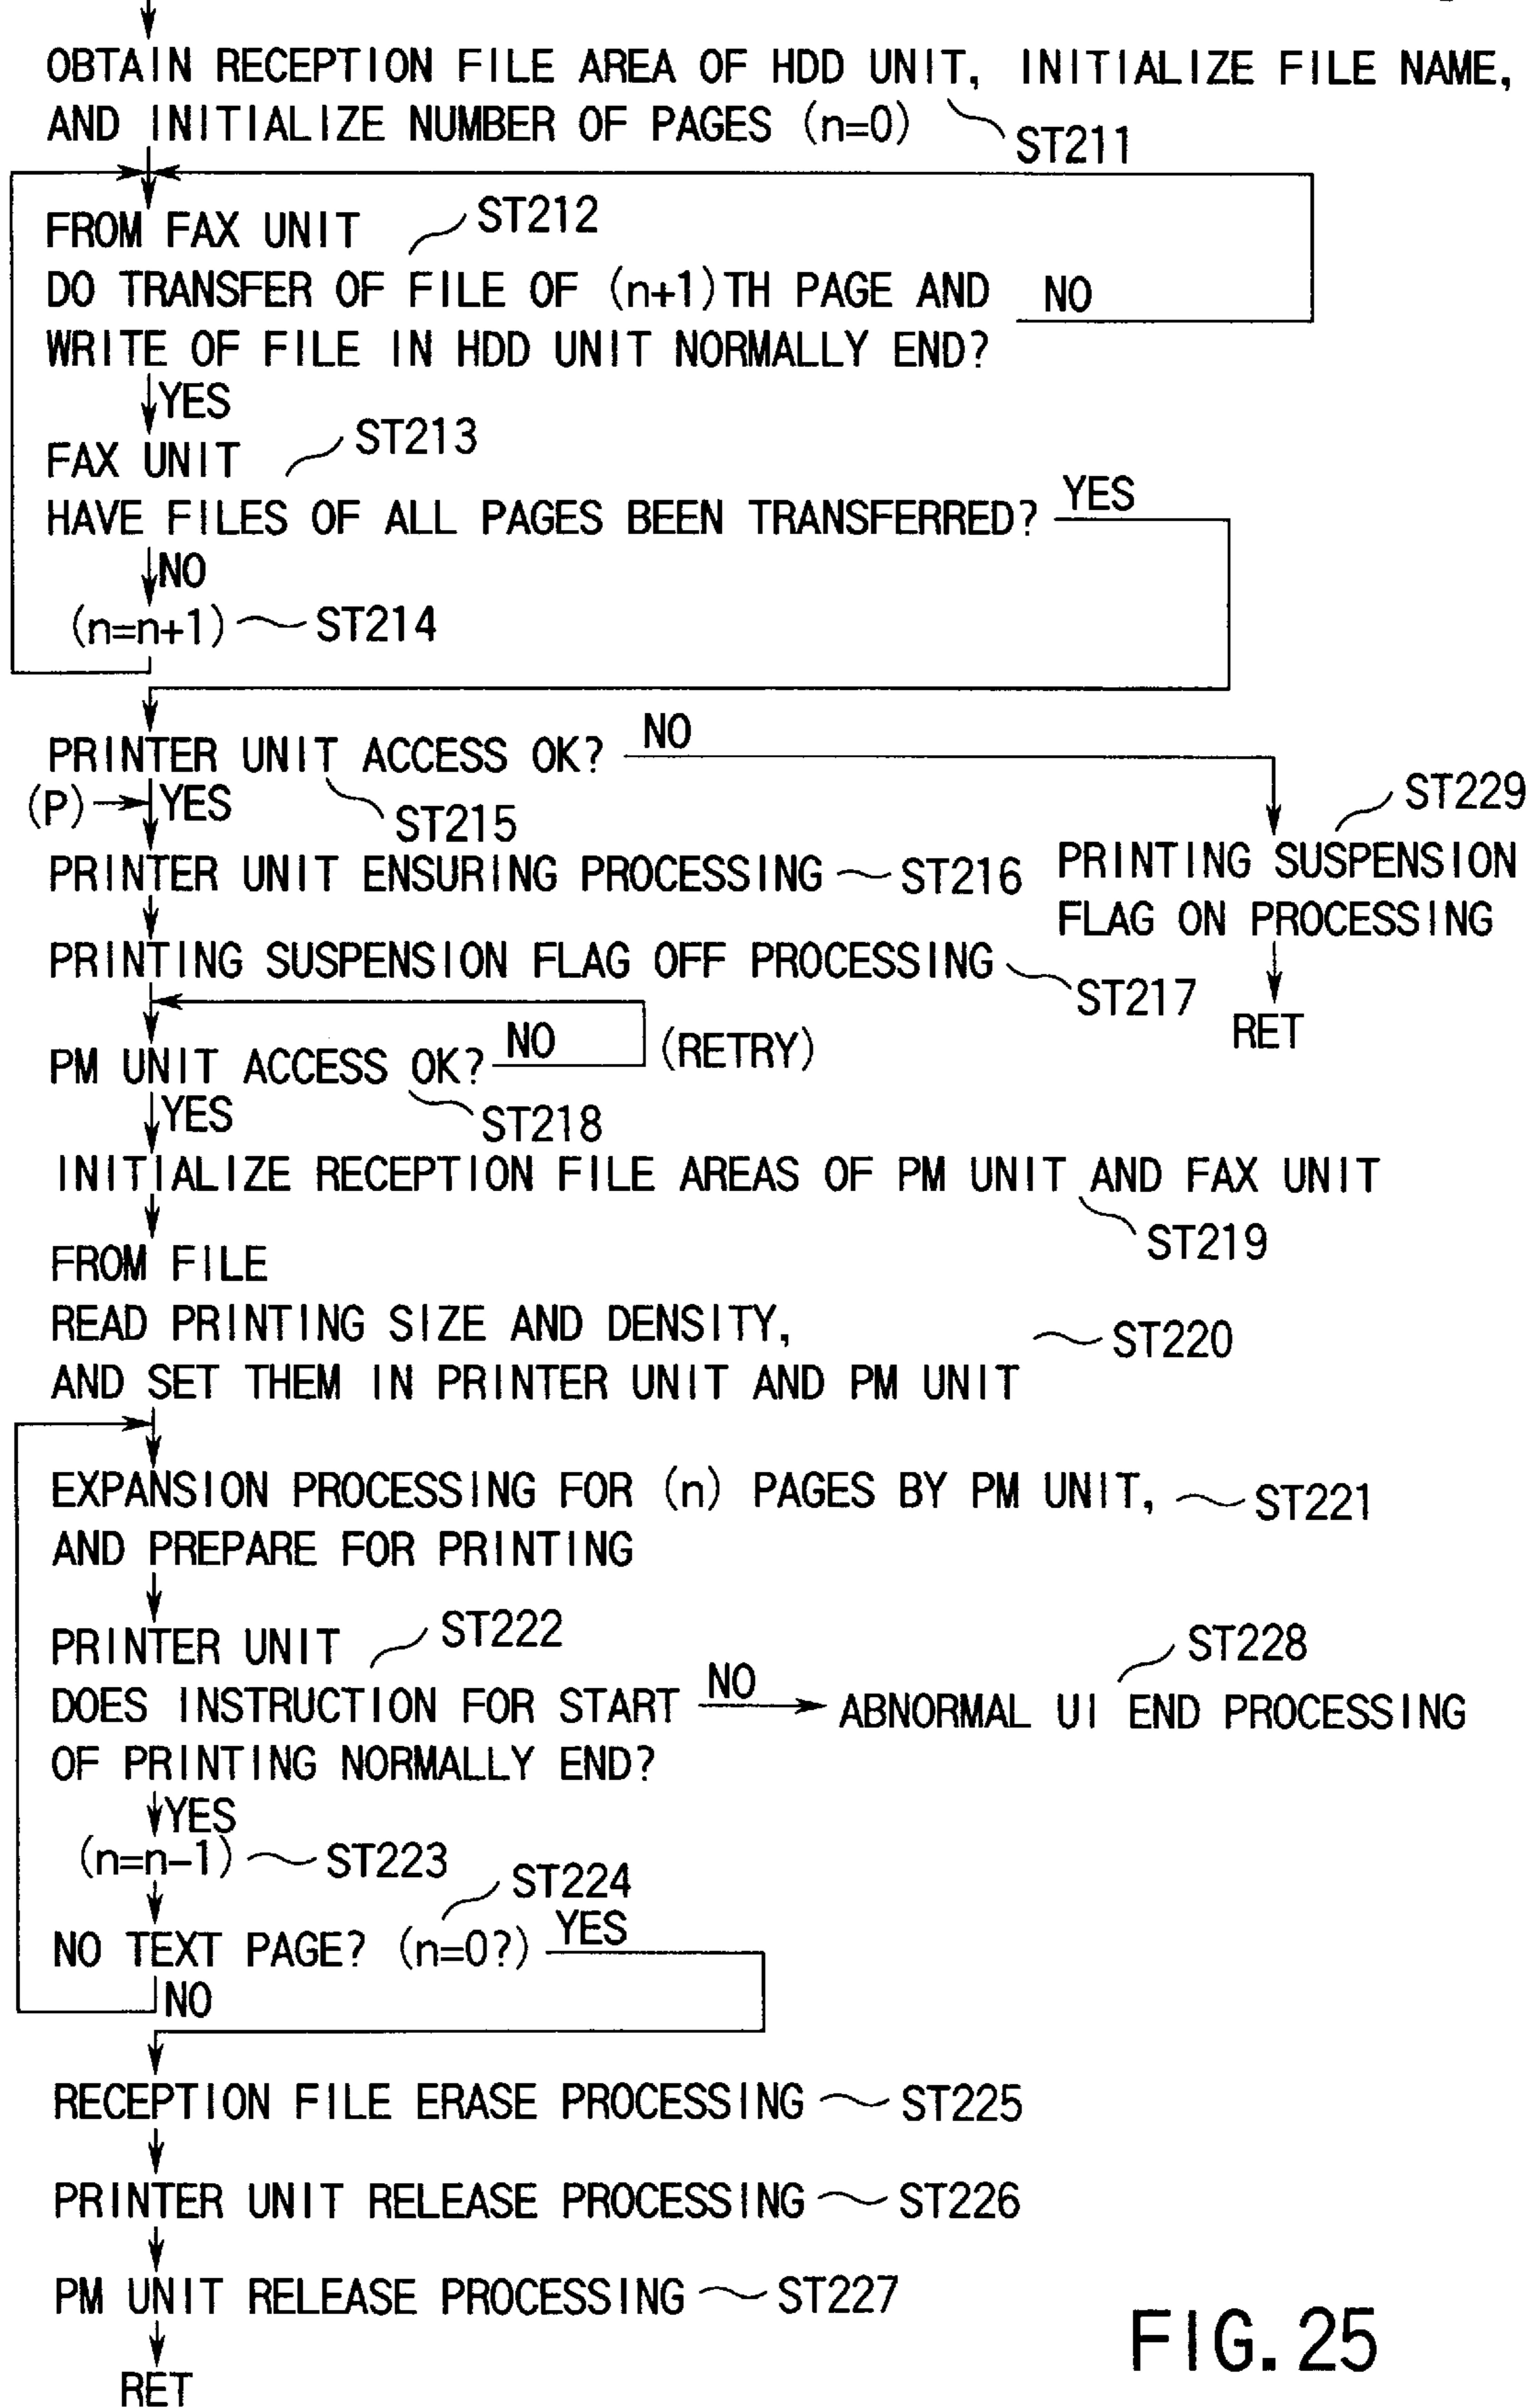 OBTAIN RECEPTION FILE AREA OF HDD UNIT, INITIALIZE FILE NAME,
AND INITIALIZE NUMBER OF PAGES (n=0)
ST211
FROM FAX UNIT
ST212
DO TRANSFER OF FILE OF (n+1)TH PAGE AND
NO
WRITE OF FILE IN HDD UNIT NORMALLY END?
YES
FAX UNIT
ST213
HAVE FILES OF ALL PAGES BEEN TRANSFERRED?
YES
NO
(n=n+1)
ST214
PRINTER UNIT ACCESS OK?
NO
(P)
YES
ST215
ST229
PRINTER UNIT ENSURING PROCESSING
ST216
PRINTING SUSPENSION
FLAG ON PROCESSING
PRINTING SUSPENSION FLAG OFF PROCESSING
ST217
RET
PM UNIT ACCESS OK?
NO
(RETRY)
YES
ST218
INITIALIZE RECEPTION FILE AREAS OF PM UNIT AND FAX UNIT
ST219
FROM FILE
READ PRINTING SIZE AND DENSITY,
ST220
AND SET THEM IN PRINTER UNIT AND PM UNIT
EXPANSION PROCESSING FOR (n) PAGES BY PM UNIT,
ST221
AND PREPARE FOR PRINTING
PRINTER UNIT
ST222
ST228
DOES INSTRUCTION FOR START
NO
ABNORMAL UI END PROCESSING
OF PRINTING NORMALLY END?
YES
(n=n-1)
ST223
ST224
NO TEXT PAGE? (n=0?)
YES
NO
RECEPTION FILE ERASE PROCESSING
ST225
PRINTER UNIT RELEASE PROCESSING
ST226
PM UNIT RELEASE PROCESSING
ST227
RET
FIG. 25